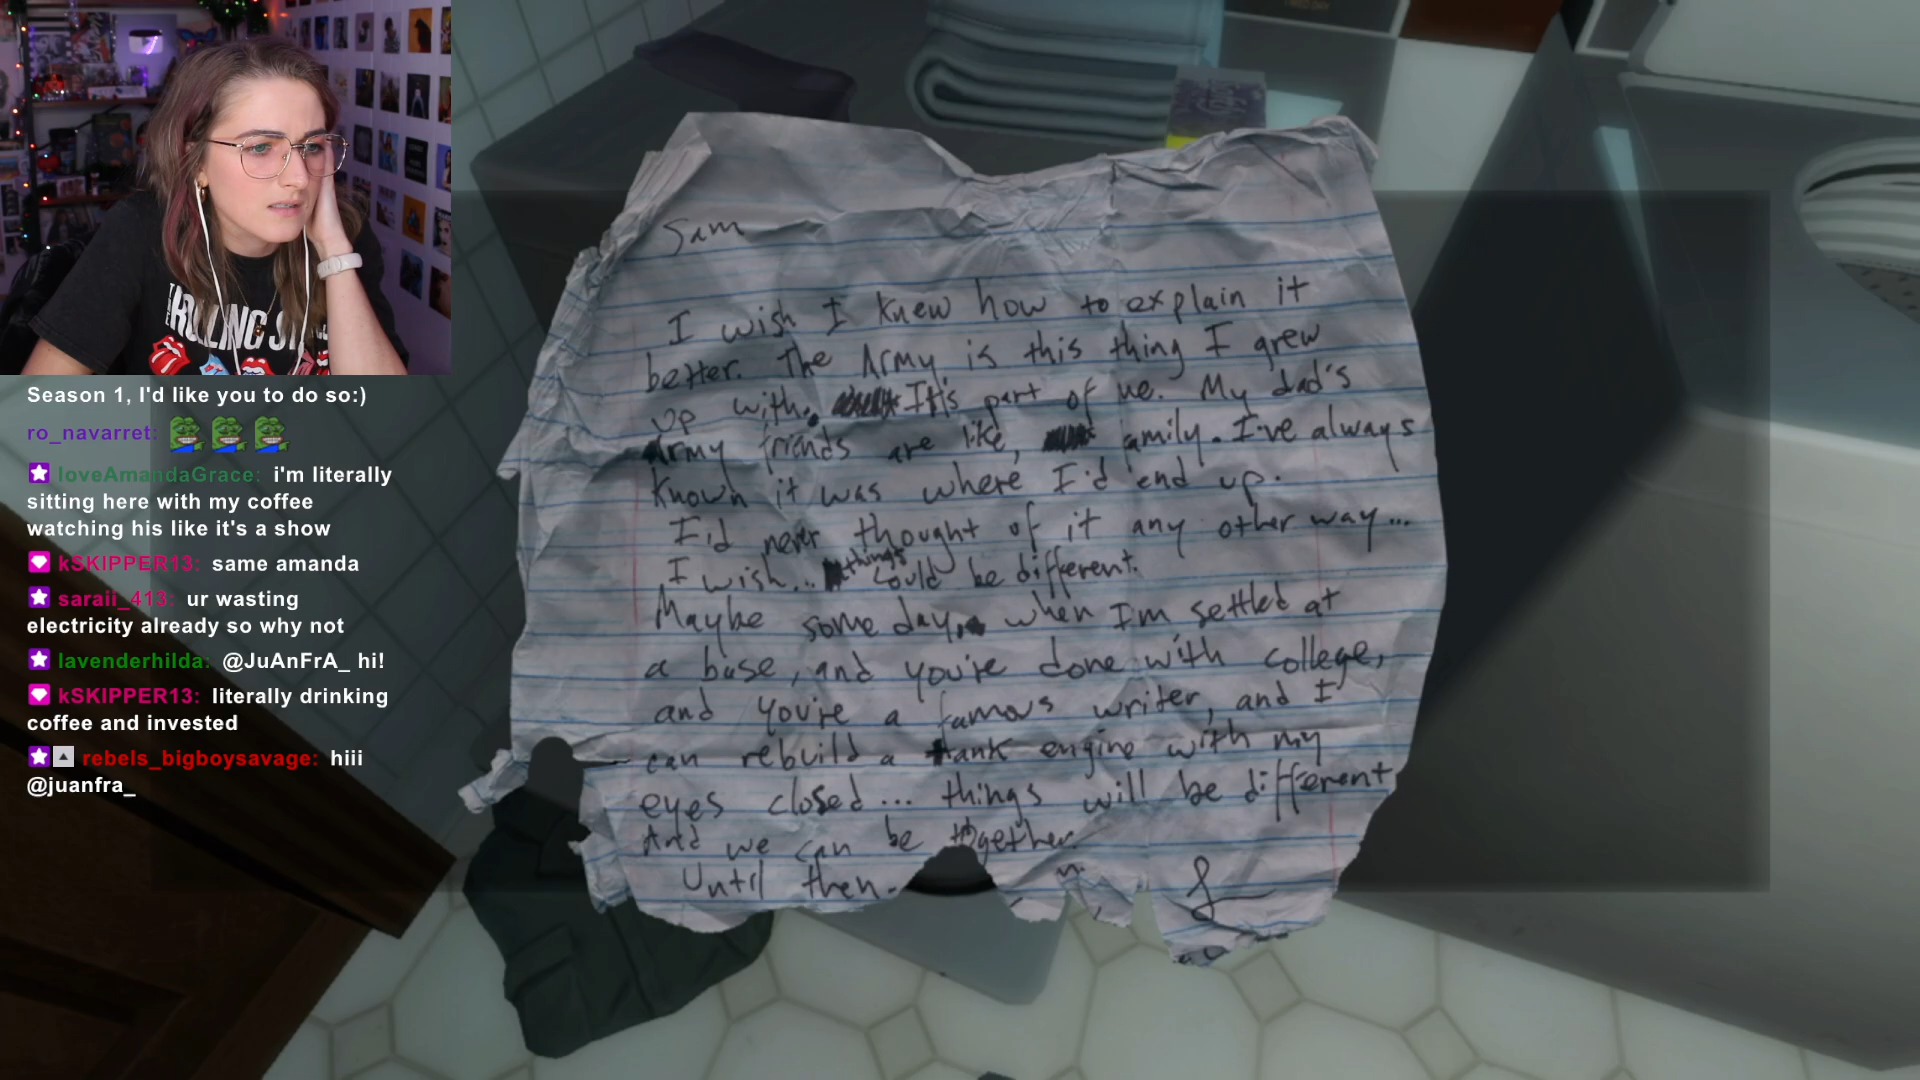 Sam
I wish I knew how to explain it
better. The Army is this thing I grew
up with. It's part of me. My dad's
Army friends are like, family. I've always
known it was where I'd end up.
I'd never thought of it any other way...
I wish... things could be different.
Maybe some day, when I'm settled at
a base, and you're done with college,
and you're a famous writer, and I
can rebuild a tank engine with my
eyes closed... things will be different
And we can be together.
Until then.
L
THE
ROLLING ST
Season 1, I'd like you to do so:)
ro_navarret:
loveAmandaGrace: i'm literally
sitting here with my coffee
watching his like it's a show
kSKIPPER13: same amanda
saraii_413: ur wasting
electricity already so why not
lavenderhilda: @JuAnFrA_ hi!
kSKIPPER13: literally drinking
coffee and invested
rebels_bigboysavage: hiii
@juanfra_